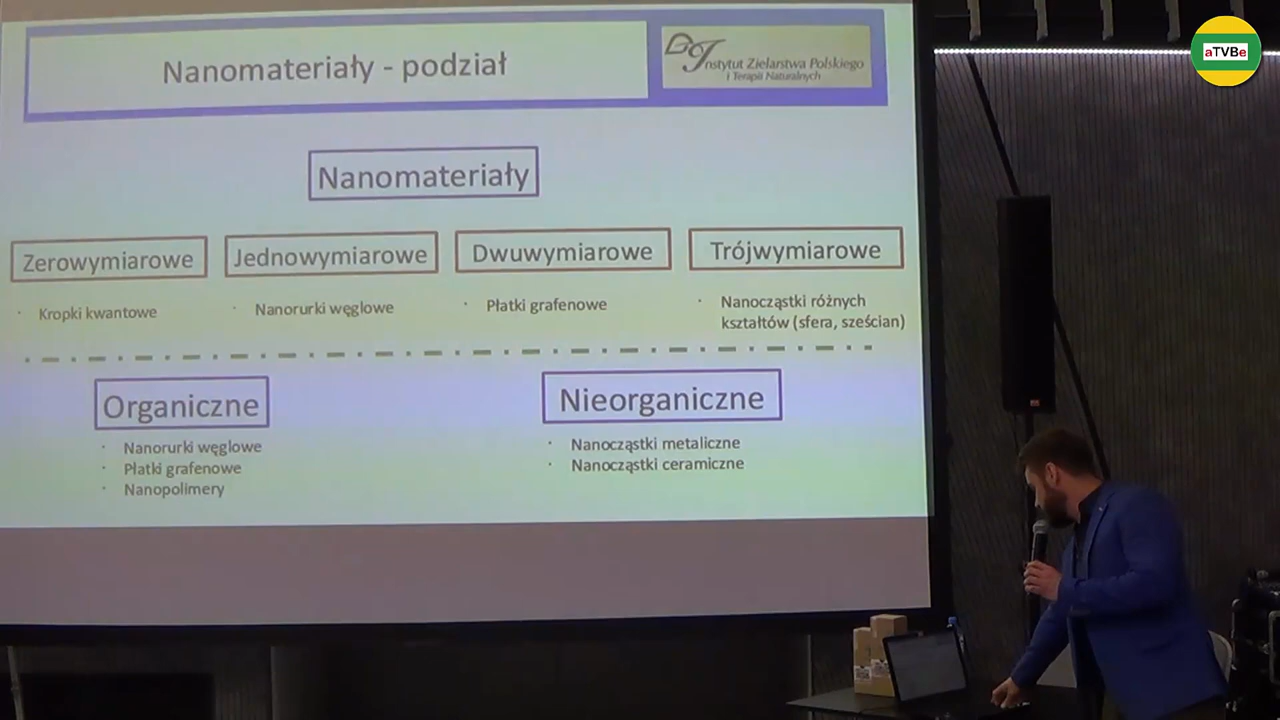 Nanomateriały - podział
Instytut Zielarstwa Polskiego
i Terapii Naturalnych
aTVBe
Nanomateriały
Zerowymiarowe
Jednowymiarowe
Dwuwymiarowe
Trójwymiarowe
· Kropki kwantowe
· Nanorurki węglowe
· Płatki grafenowe
· Nanocząstki różnych
kształtów (sfera, sześcian)
Organiczne
Nieorganiczne
· Nanorurki węglowe
· Płatki grafenowe
· Nanopolimery
· Nanocząstki metaliczne
· Nanocząstki ceramiczne